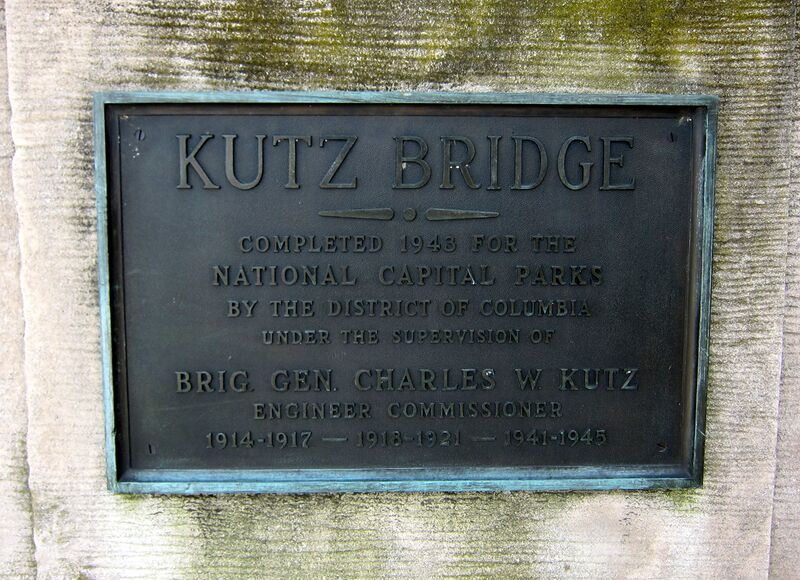 KUTZ BRIDGE
COMPLETED 1943 FOR THE
NATIONAL CAPITAL PARKS
BY THE DISTRICT OF COLUMBIA
UNDER THE SUPERVISION OF
BRIG. GEN. CHARLES W. KUTZ
ENGINEER COMMISSIONER
1914-1917 — 1918-1921 — 1941-1945